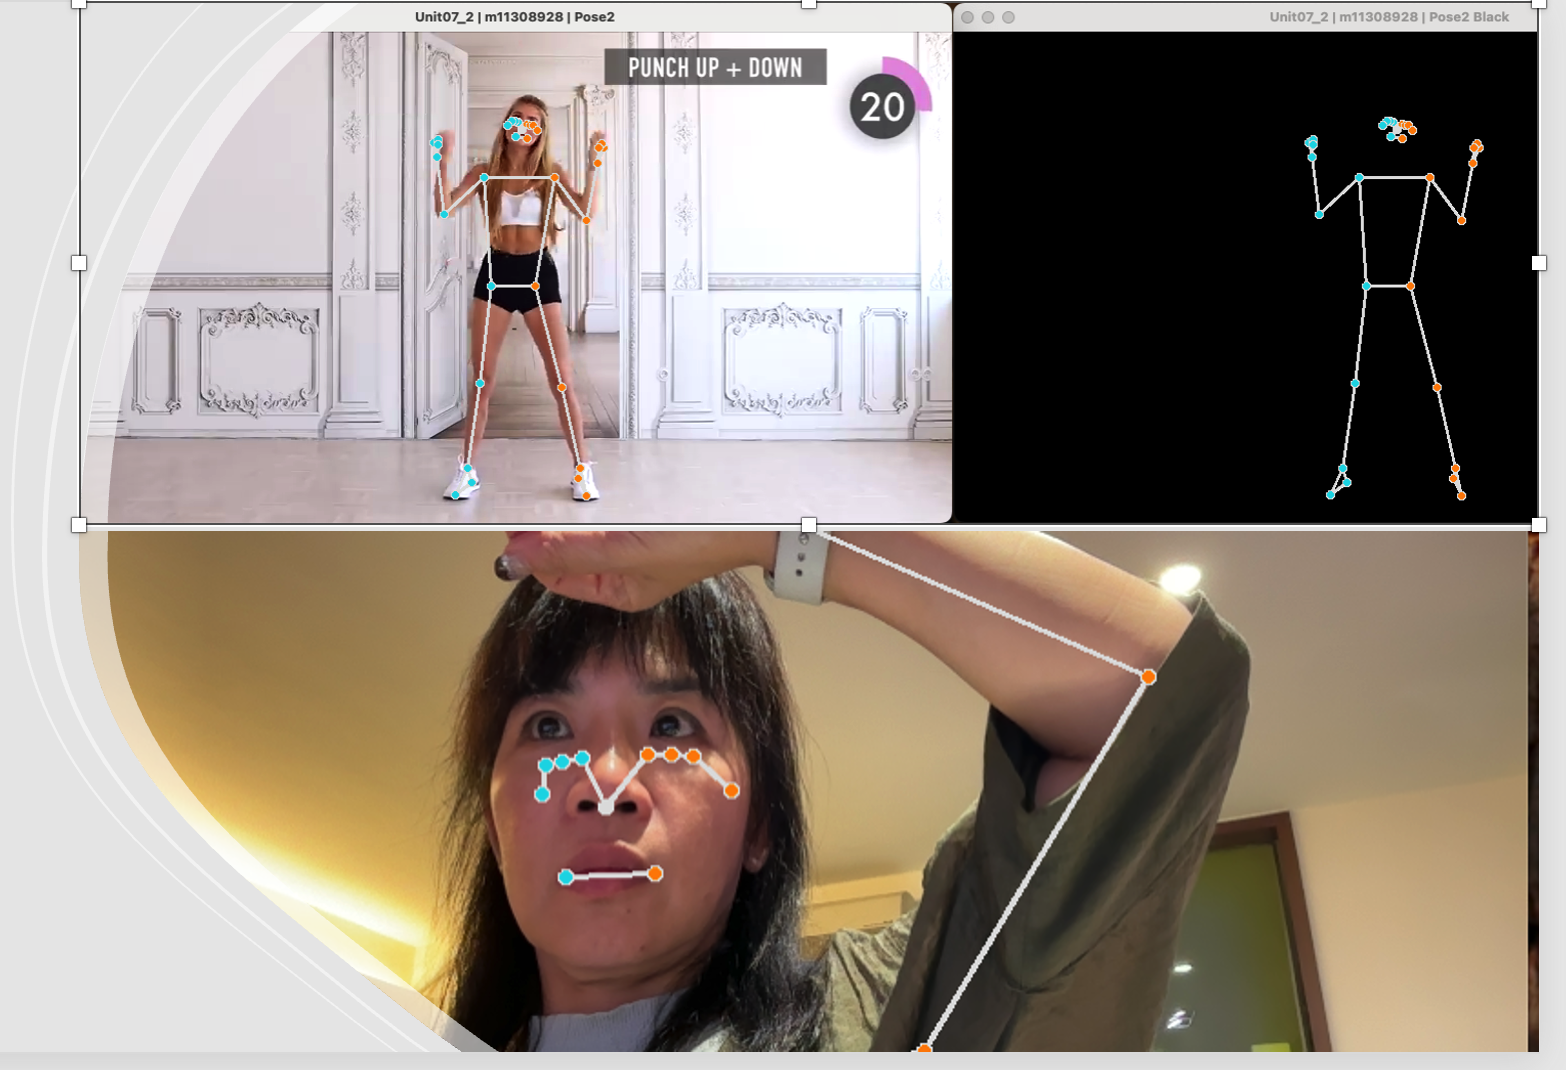 Unit07_2 | m11308928 | Pose2
Unit07_2 | m11308928 | Pose2 Black
PUNCH UP + DOWN
20